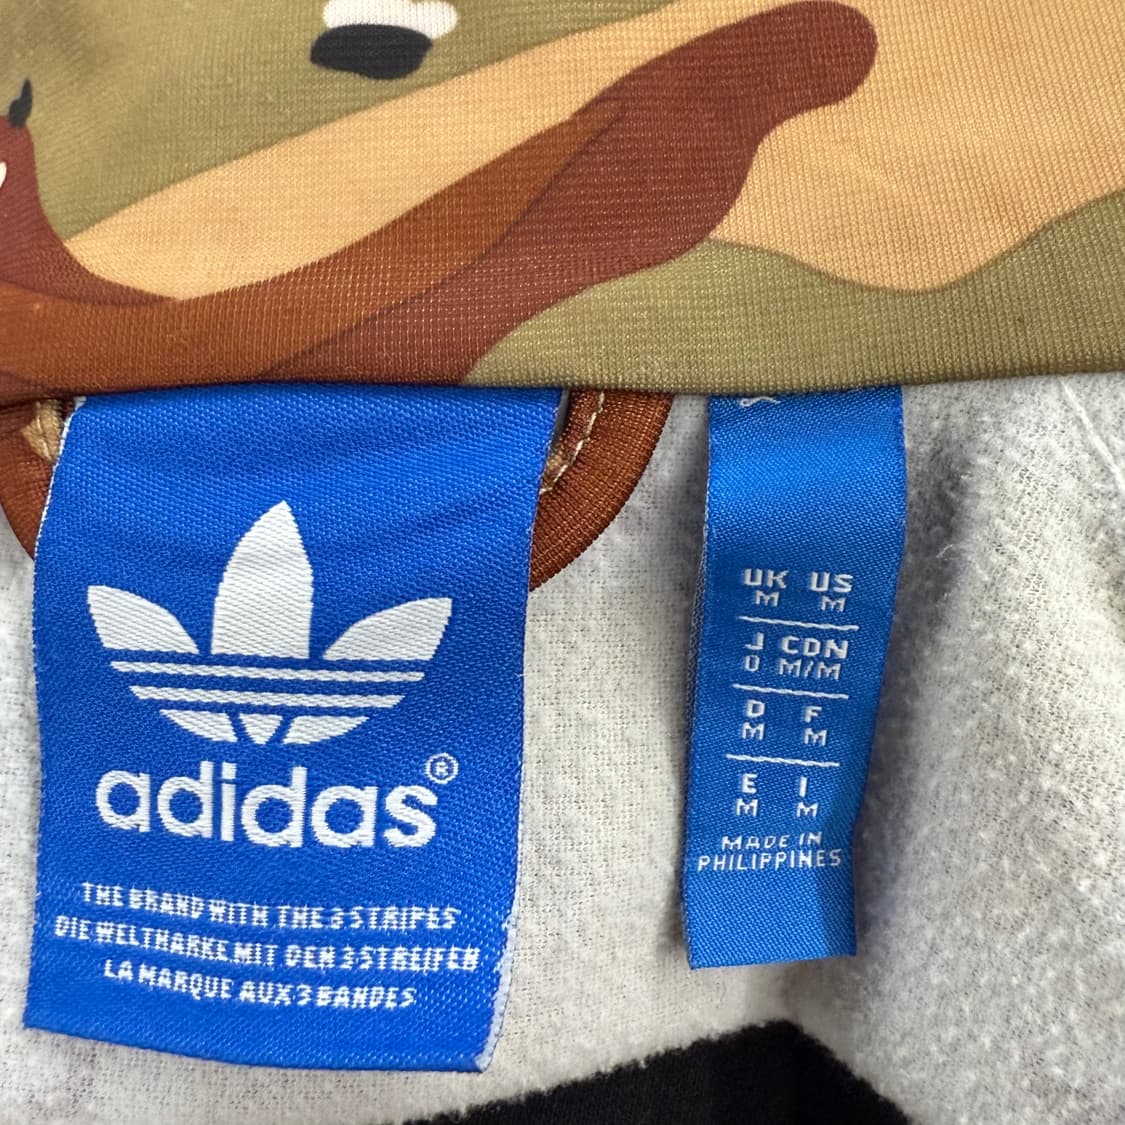 adidas®
THE BRAND WITH THE 3 STRIPES
DIE WELTMARKE MIT DEN 3 STREIFEN
LA MARQUE AUX 3 BANDES
UK US
M M
J CDN
O M/M
D F
M M
E I
M M
MADE IN
PHILIPPINES